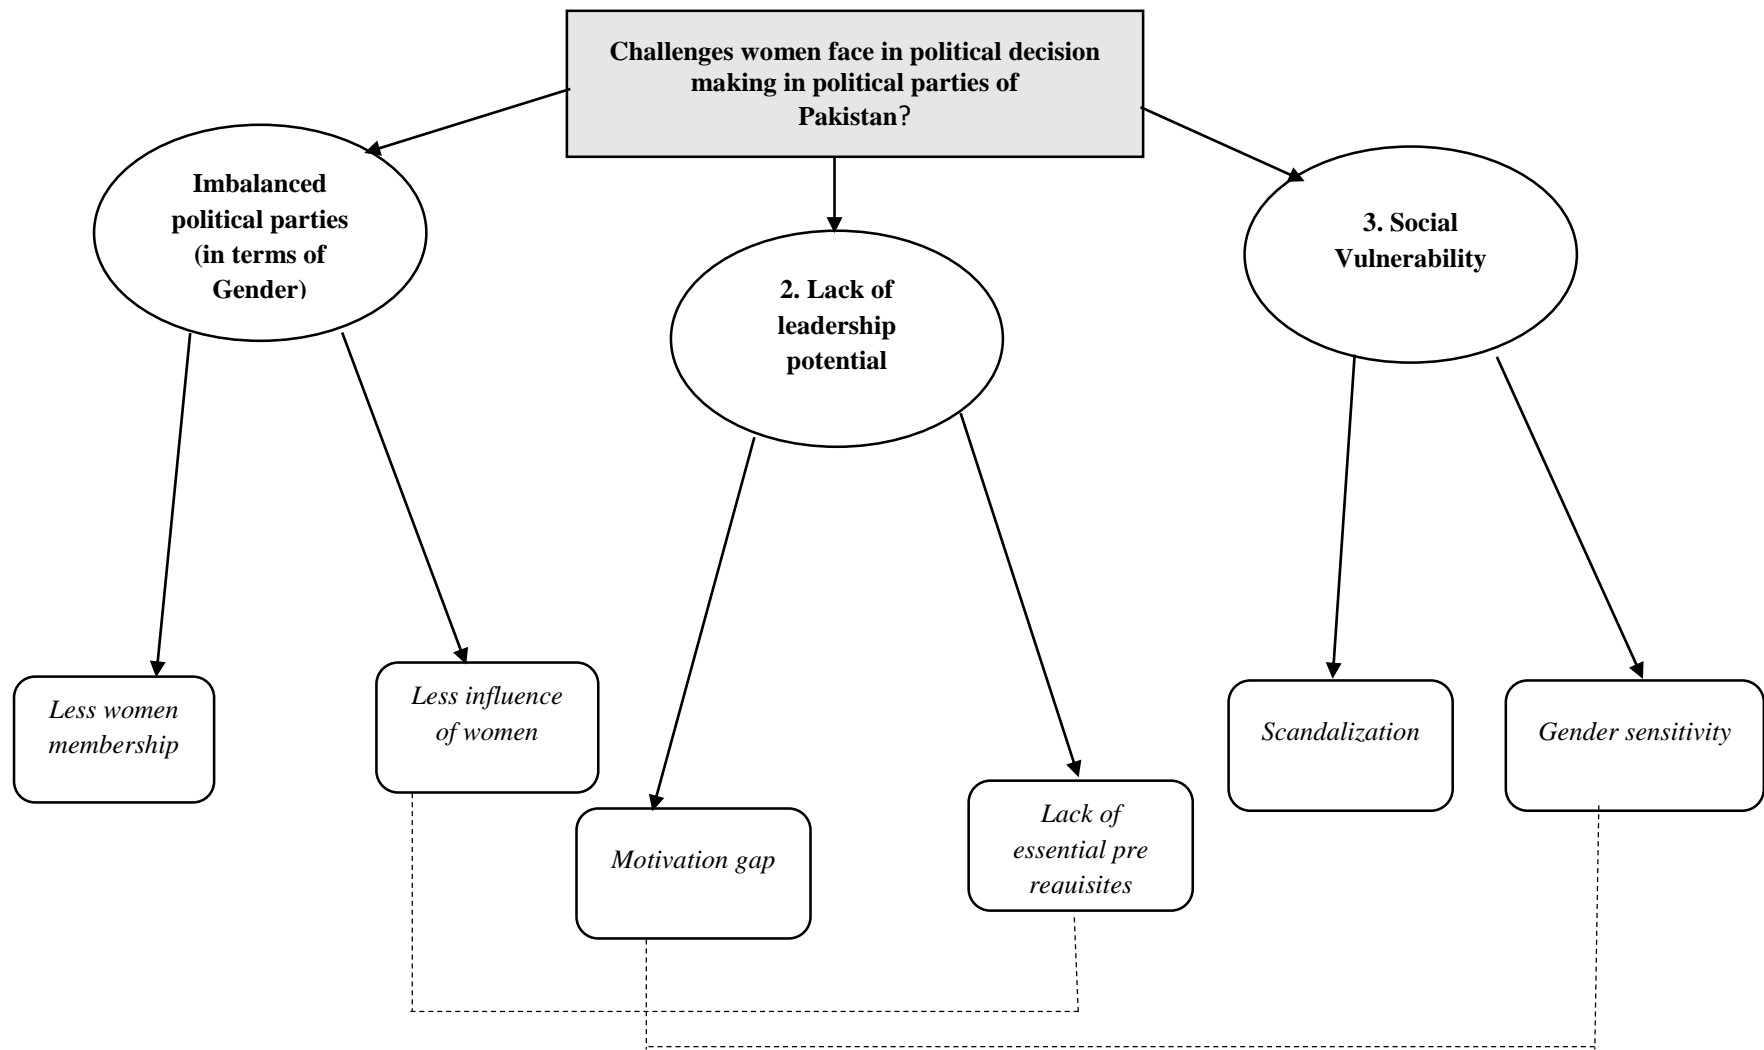 Challenges women face in political decision
making in political parties of
Pakistan?
Imbalanced
political parties
(in terms of
Gender)
2. Lack of
leadership
potential
3. Social
Vulnerability
Less women
membership
Less influence
of women
Motivation gap
Lack of
essential pre
requisites
Scandalization
Gender sensitivity